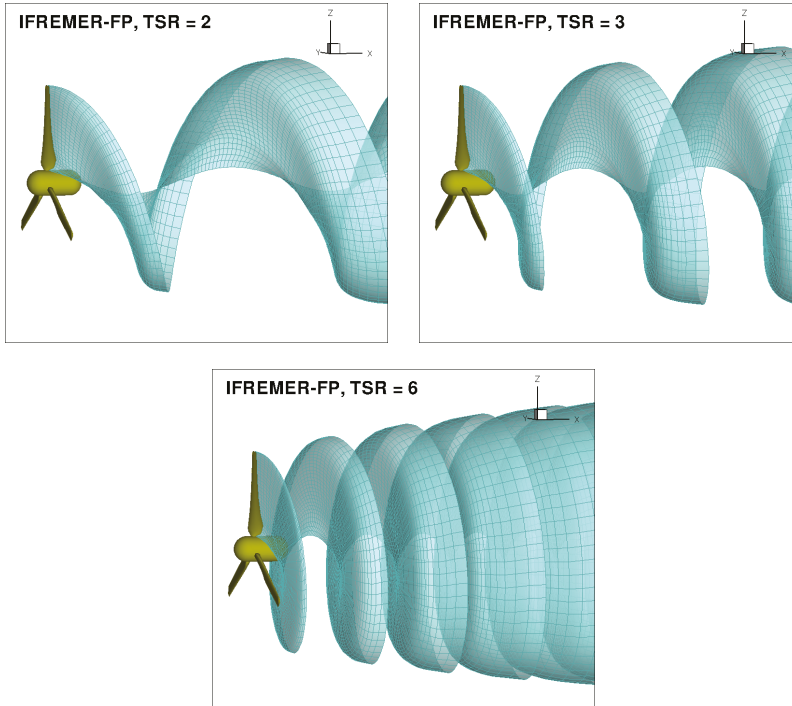 IFREMER-FP, TSR = 2
Z
Y
X
IFREMER-FP, TSR = 3
Z
Y
X
IFREMER-FP, TSR = 6
Z
Y
X